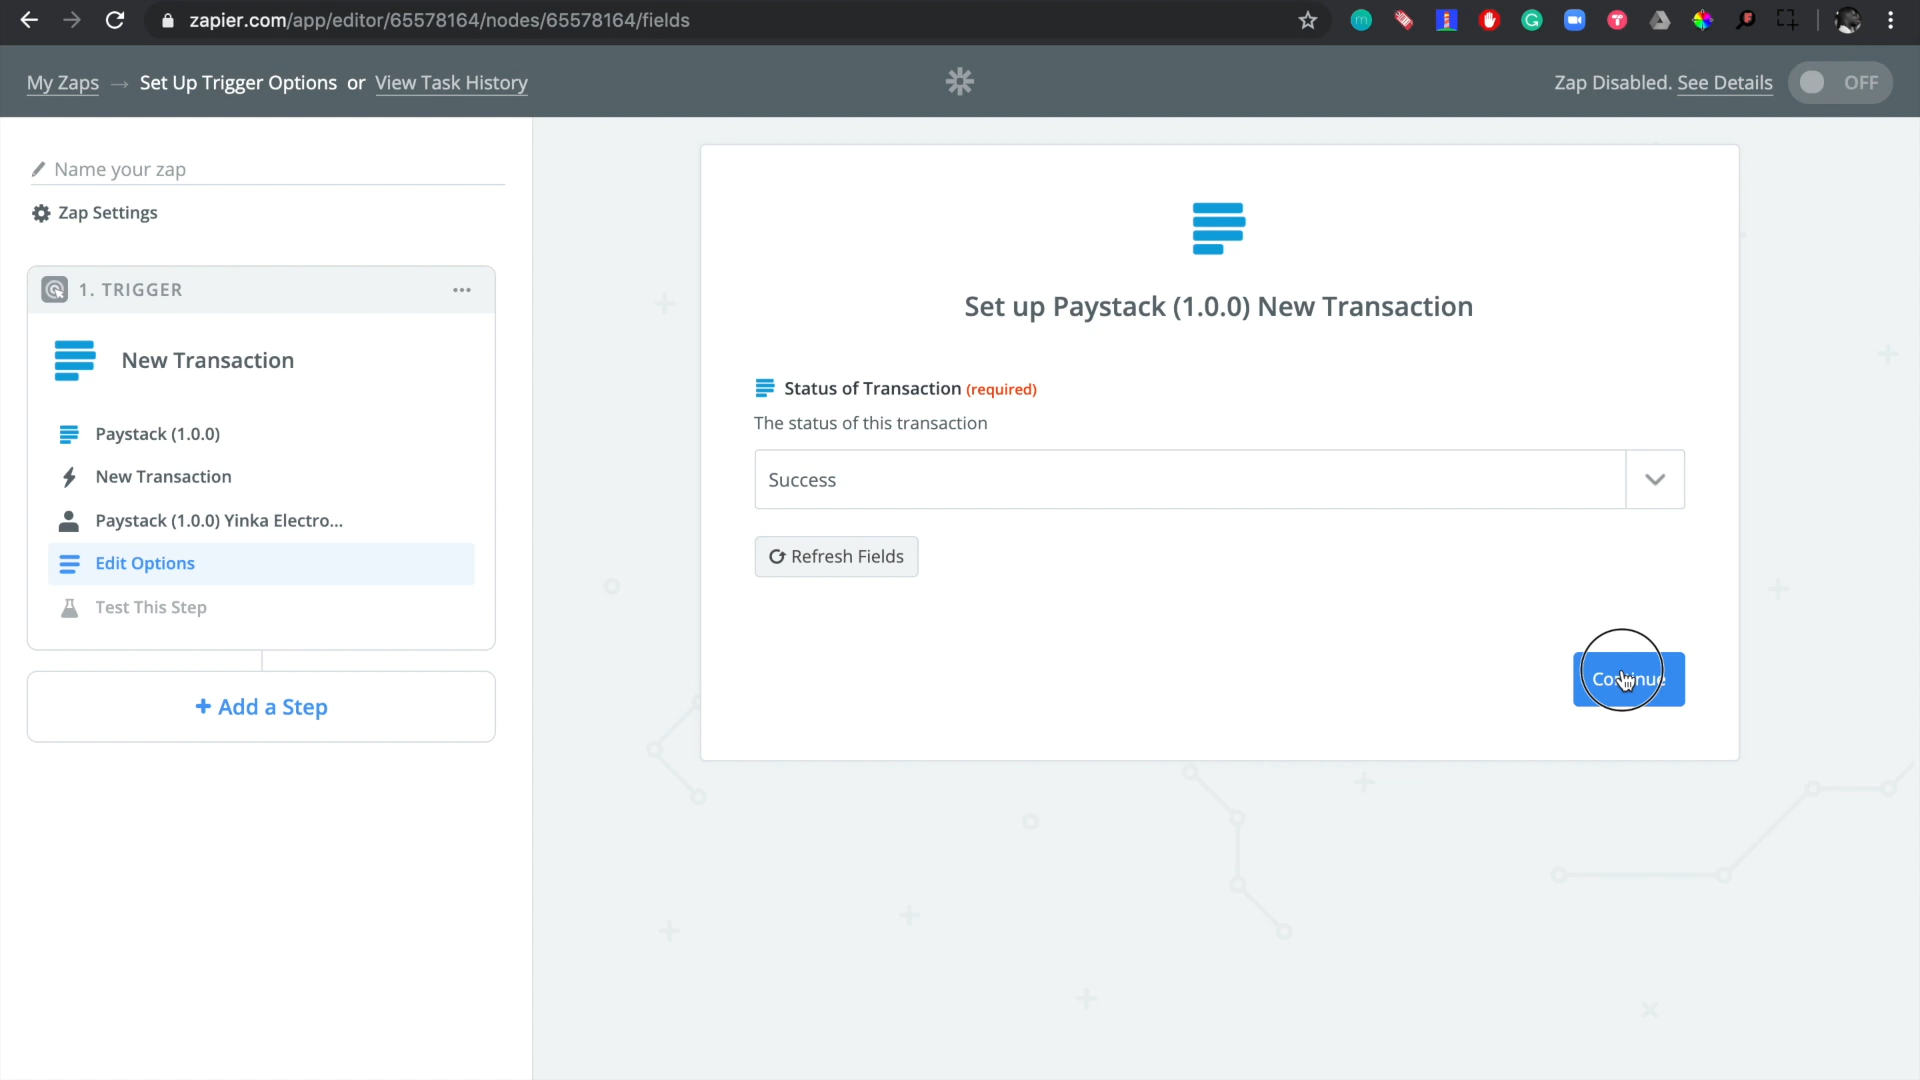 zapier.com/app/editor/65578164/nodes/65578164/fields
My Zaps → Set Up Trigger Options or View Task History
Zap Disabled. See Details
OFF
Name your zap
Zap Settings
1. TRIGGER
New Transaction
Paystack (1.0.0)
New Transaction
Paystack (1.0.0) Yinka Electro...
Edit Options
Test This Step
+ Add a Step
Set up Paystack (1.0.0) New Transaction
Status of Transaction (required)
The status of this transaction
Success
Refresh Fields
Continue